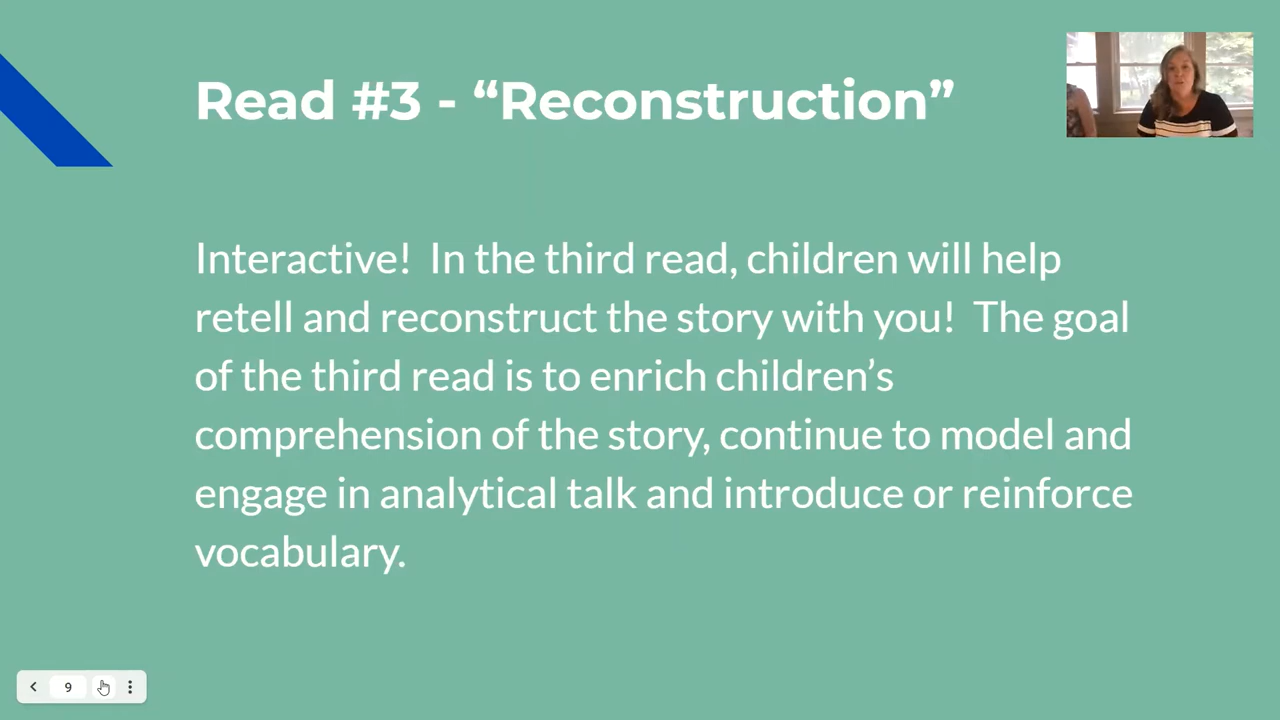 Read #3 - “Reconstruction”
Interactive!  In the third read, children will help
retell and reconstruct the story with you!  The goal
of the third read is to enrich children’s
comprehension of the story, continue to model and
engage in analytical talk and introduce or reinforce
vocabulary.
9